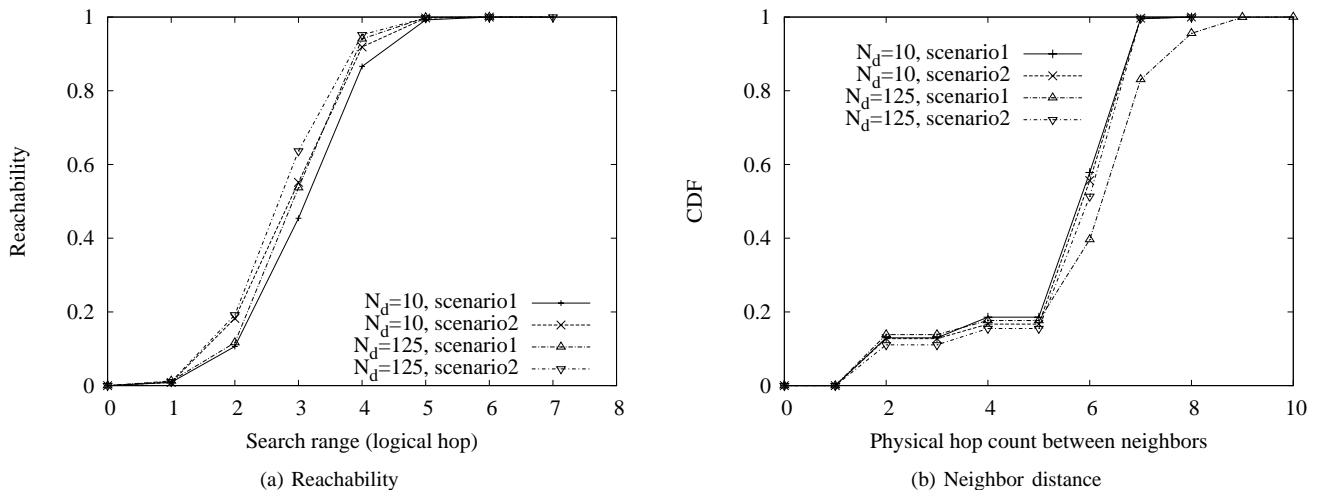 1
0.8
0.6
0.4
0.2
0
Reachability
N_d=10, scenario1
N_d=10, scenario2
N_d=125, scenario1
N_d=125, scenario2
0 1 2 3 4 5 6 7 8
Search range (logical hop)
(a) Reachability
1
0.8
0.6
0.4
0.2
0
CDF
N_d=10, scenario1
N_d=10, scenario2
N_d=125, scenario1
N_d=125, scenario2
0 2 4 6 8 10
Physical hop count between neighbors
(b) Neighbor distance